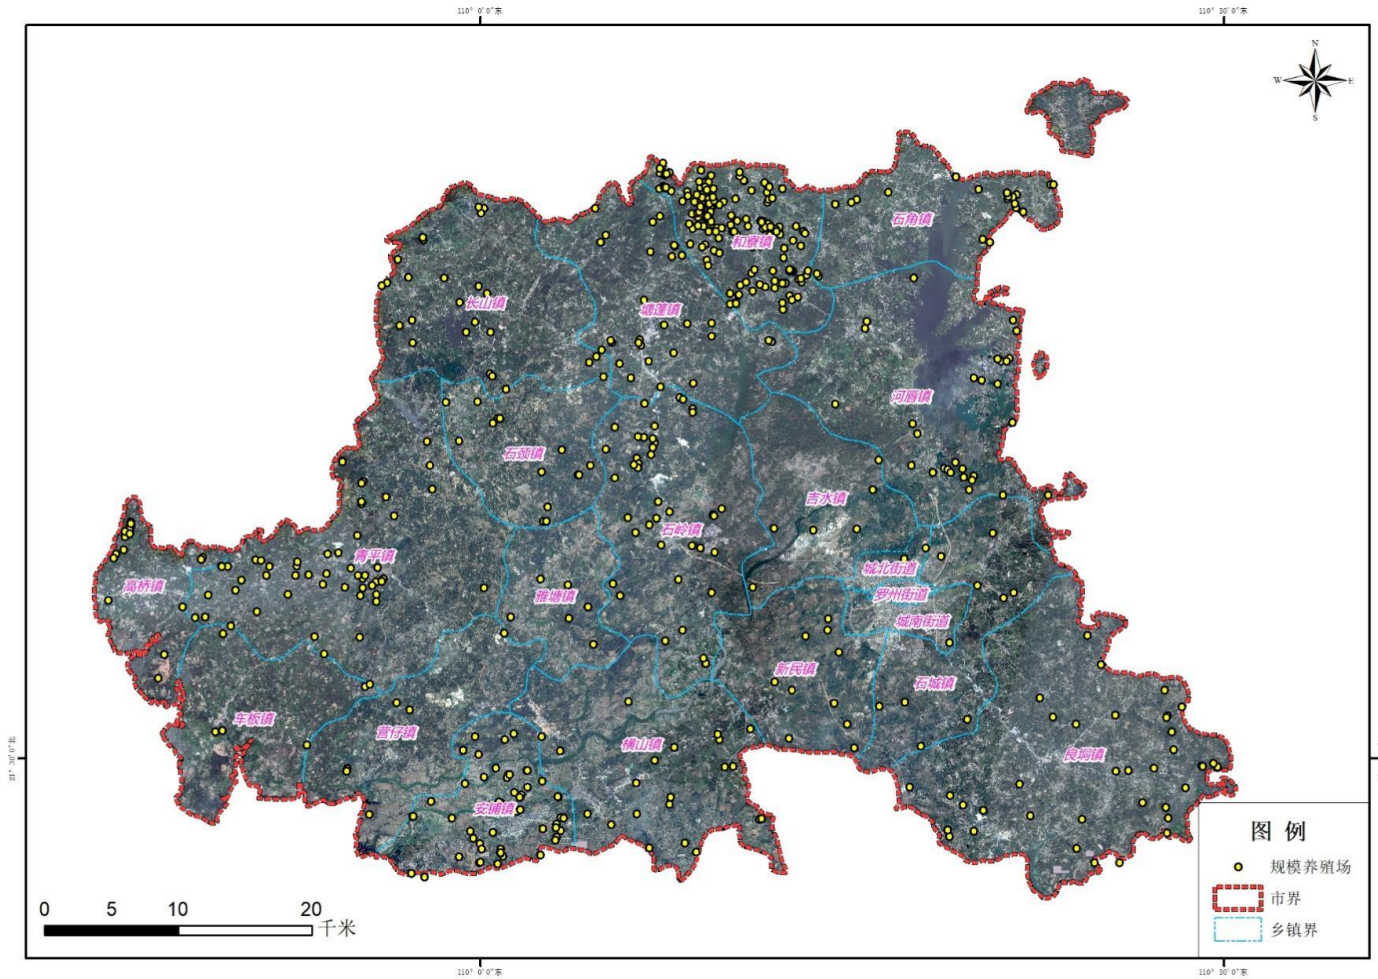 110° 0′0″东
110° 30′0″东
N
W
E
S
石角镇
和寮镇
长山镇
塘蓬镇
河唇镇
石颈镇
吉水镇
石岭镇
青平镇
城北街道
高桥镇
雅塘镇
罗州街道
城南街道
新民镇
石城镇
车板镇
营仔镇
横山镇
良垌镇
安铺镇
21° 30′0″北
图 例
规模养殖场
市界
乡镇界
0 5 10 20
千米
110° 0′0″东
110° 30′0″东